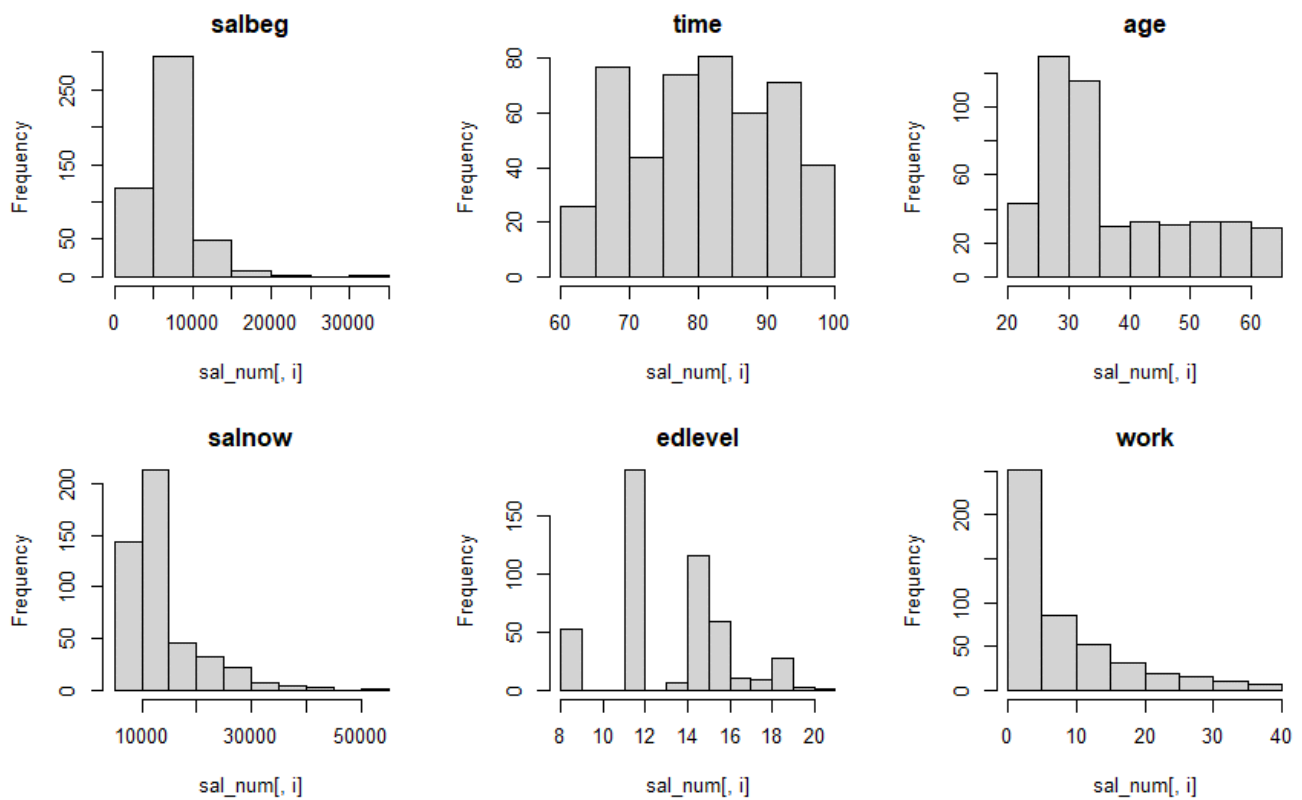 salbeg
Frequency
0 50 150 250
0 10000 20000 30000
sal_num[, i]
time
Frequency
0 20 40 60 80
60 70 80 90 100
sal_num[, i]
age
Frequency
0 20 60 100
20 30 40 50 60
sal_num[, i]
salnow
Frequency
0 50 100 150 200
10000 30000 50000
sal_num[, i]
edlevel
Frequency
0 50 100 150
8 10 12 14 16 18 20
sal_num[, i]
work
Frequency
0 50 100 200
0 10 20 30 40
sal_num[, i]